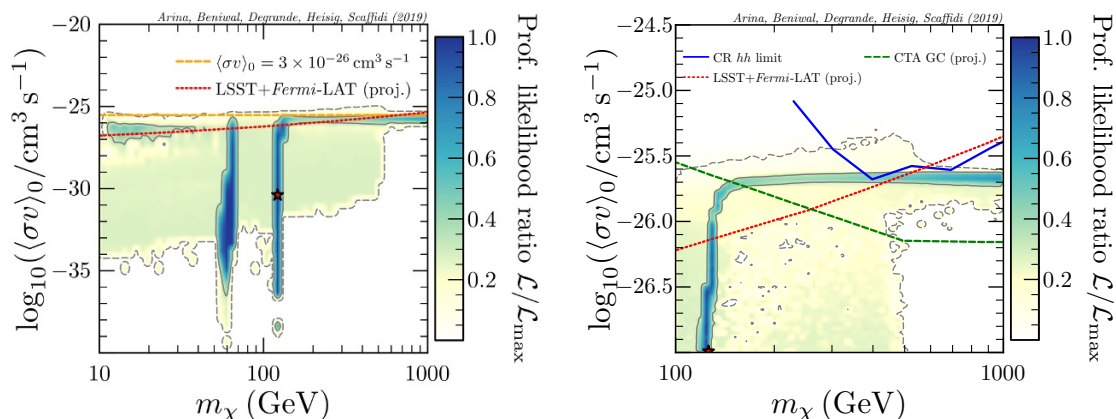 Arina, Beniwal, Degrande, Heisig, Scaffidi (2019)
⟨σv⟩₀ = 3 × 10⁻²⁶ cm³ s⁻¹
LSST+Fermi-LAT (proj.)
log₁₀(⟨σv⟩₀/cm³ s⁻¹)
−20
−25
−30
−35
10
100
1000
m_χ (GeV)
1.0
0.8
0.6
0.4
0.2
Prof. likelihood ratio ℒ/ℒmax
Arina, Beniwal, Degrande, Heisig, Scaffidi (2019)
CR hh limit
CTA GC (proj.)
LSST+Fermi-LAT (proj.)
log₁₀(⟨σv⟩₀/cm³ s⁻¹)
−24.5
−25.0
−25.5
−26.0
−26.5
100
1000
m_χ (GeV)
1.0
0.8
0.6
0.4
0.2
Prof. likelihood ratio ℒ/ℒmax